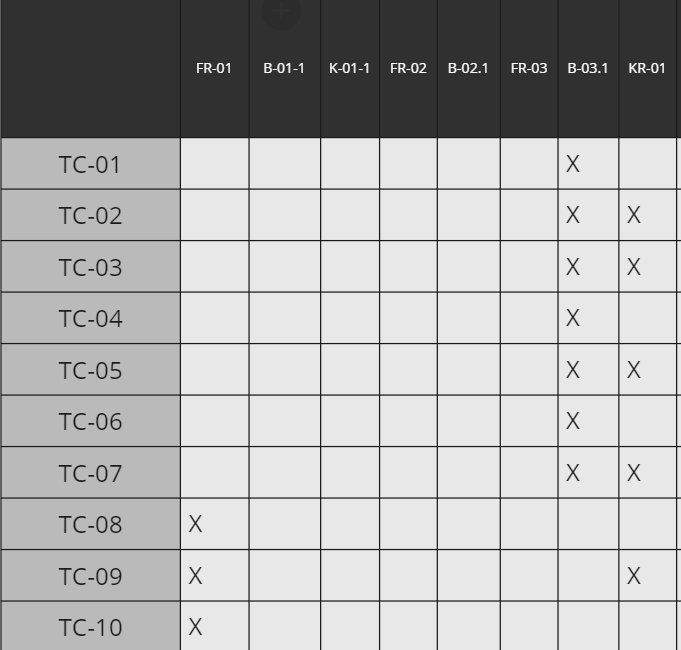 FR-01 B-01-1 K-01-1 FR-02 B-02.1 FR-03 B-03.1 KR-01
TC-01 X
TC-02 X X
TC-03 X X
TC-04 X
TC-05 X X
TC-06 X
TC-07 X X
TC-08 X
TC-09 X X
TC-10 X